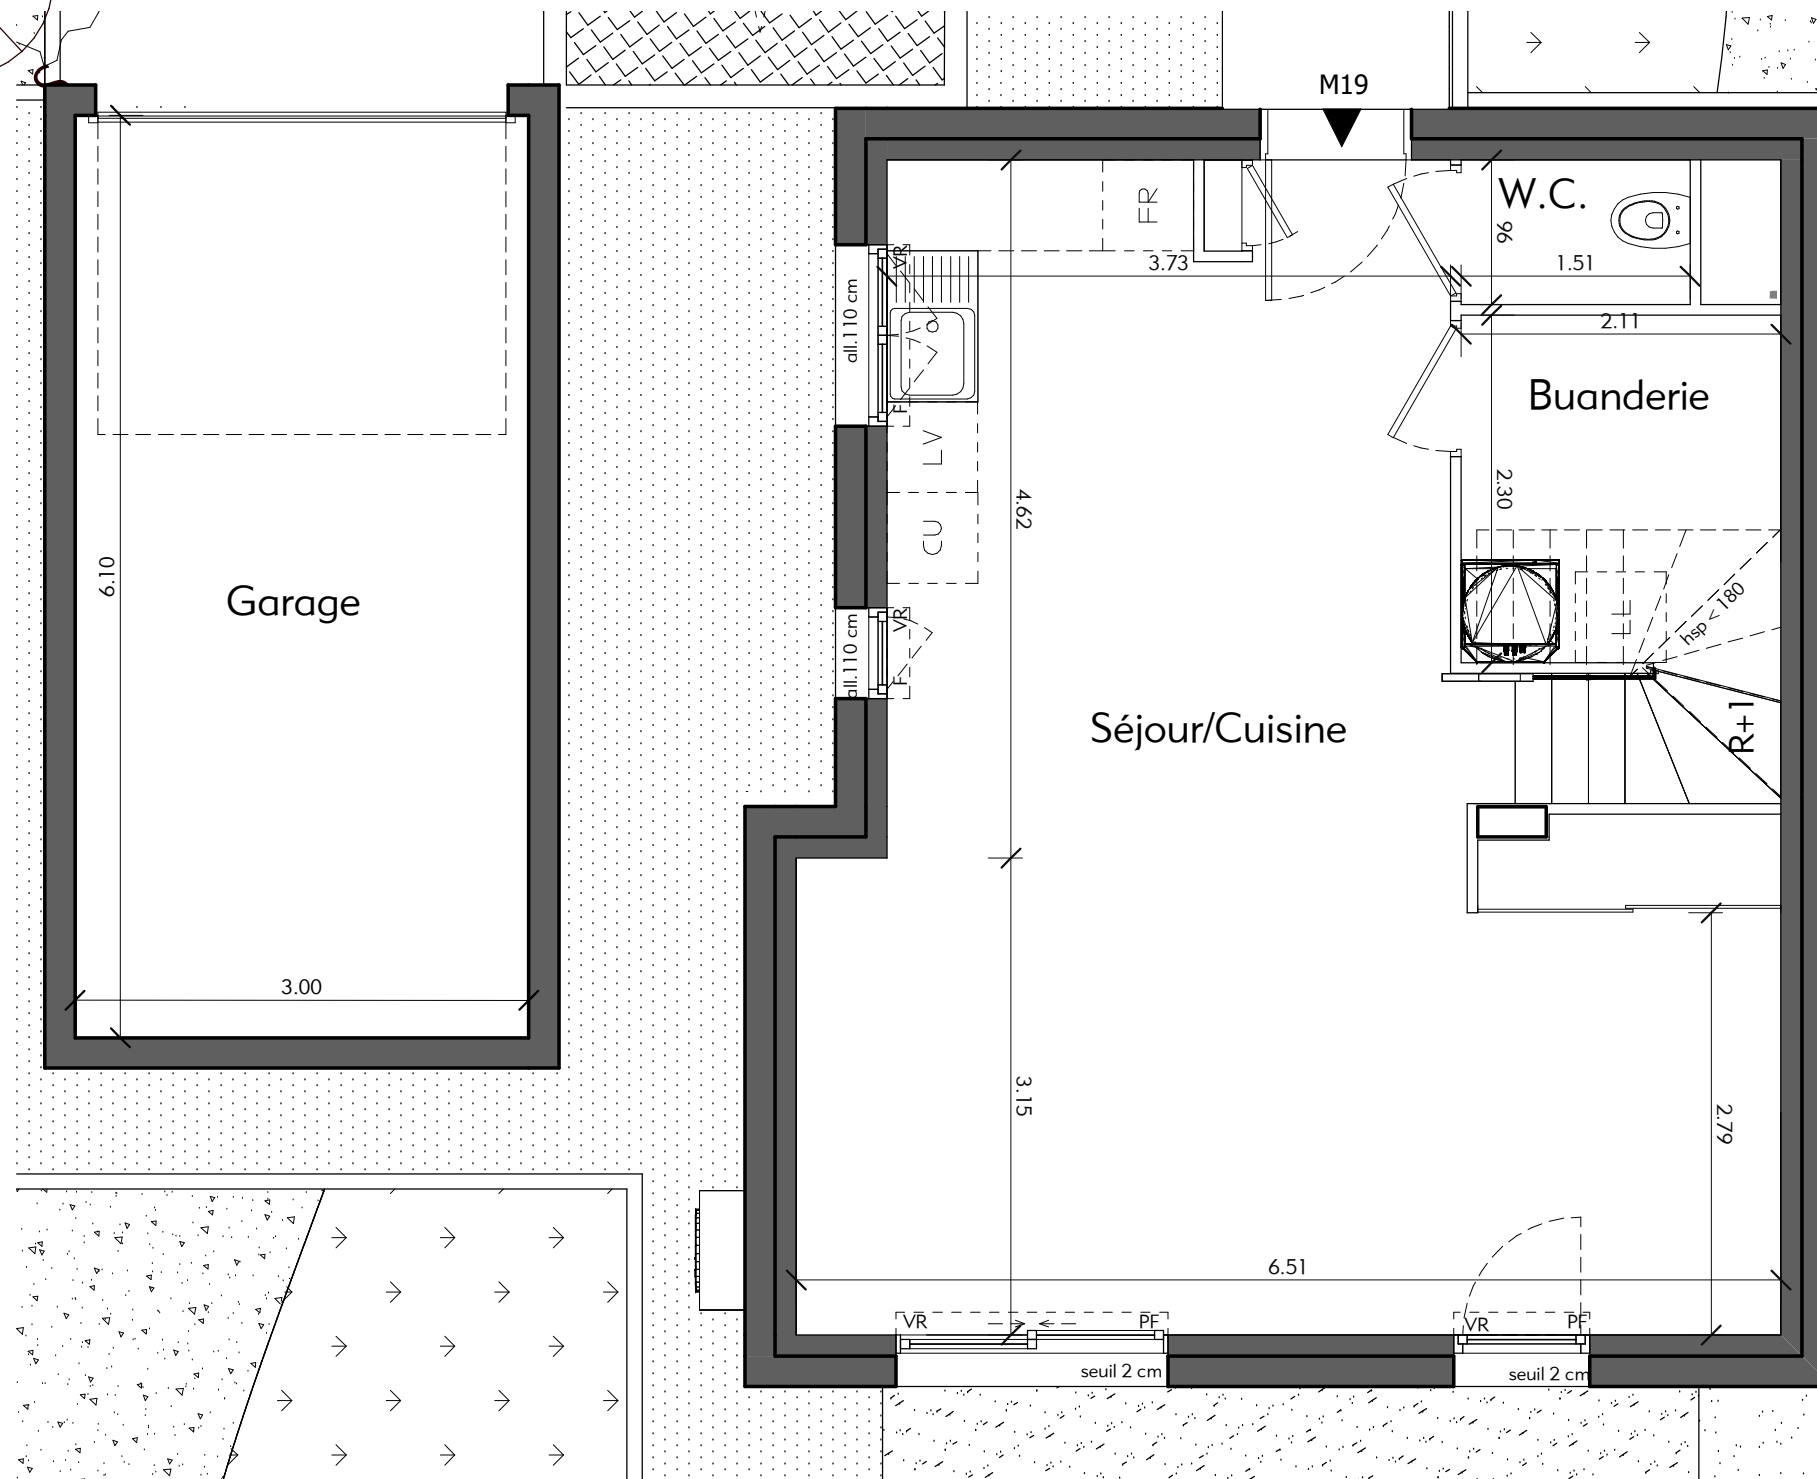 M19
W.C.
FR
96
VR
3.73
1.51
all.110 cm
2.11
Buanderie
F
LV
4.62
2.30
CU
6.10
Garage
VR
LL
hsp < 180
all.110 cm
F
Séjour/Cuisine
R+1
3.00
3.15
2.79
6.51
VR
PF
VR
PF
seuil 2 cm
seuil 2 cm